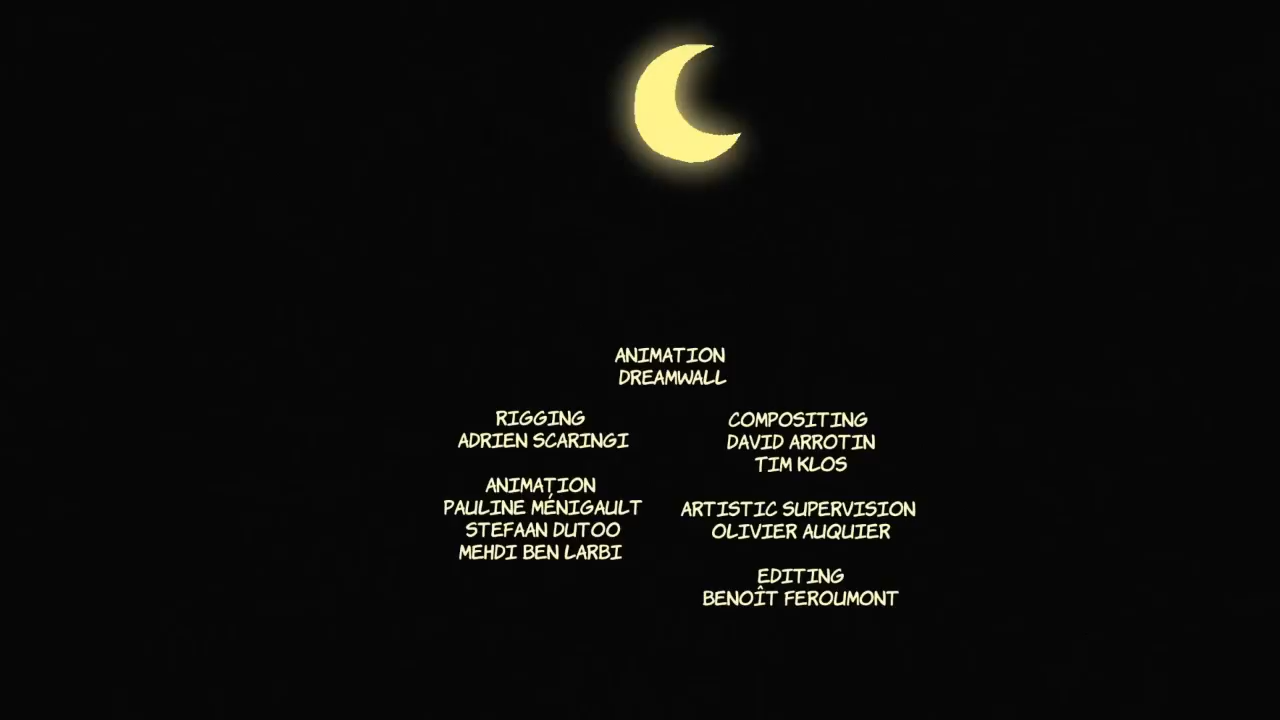 ANIMATION
DREAMWALL
RIGGING
ADRIEN SCARINGI
ANIMATION
PAULINE MÉNIGAULT
STEFAAN DUTOO
MEHDI BEN LARBI
COMPOSITING
DAVID ARROTIN
TIM KLOS
ARTISTIC SUPERVISION
OLIVIER AUQUIER
EDITING
BENOÎT FEROUMONT